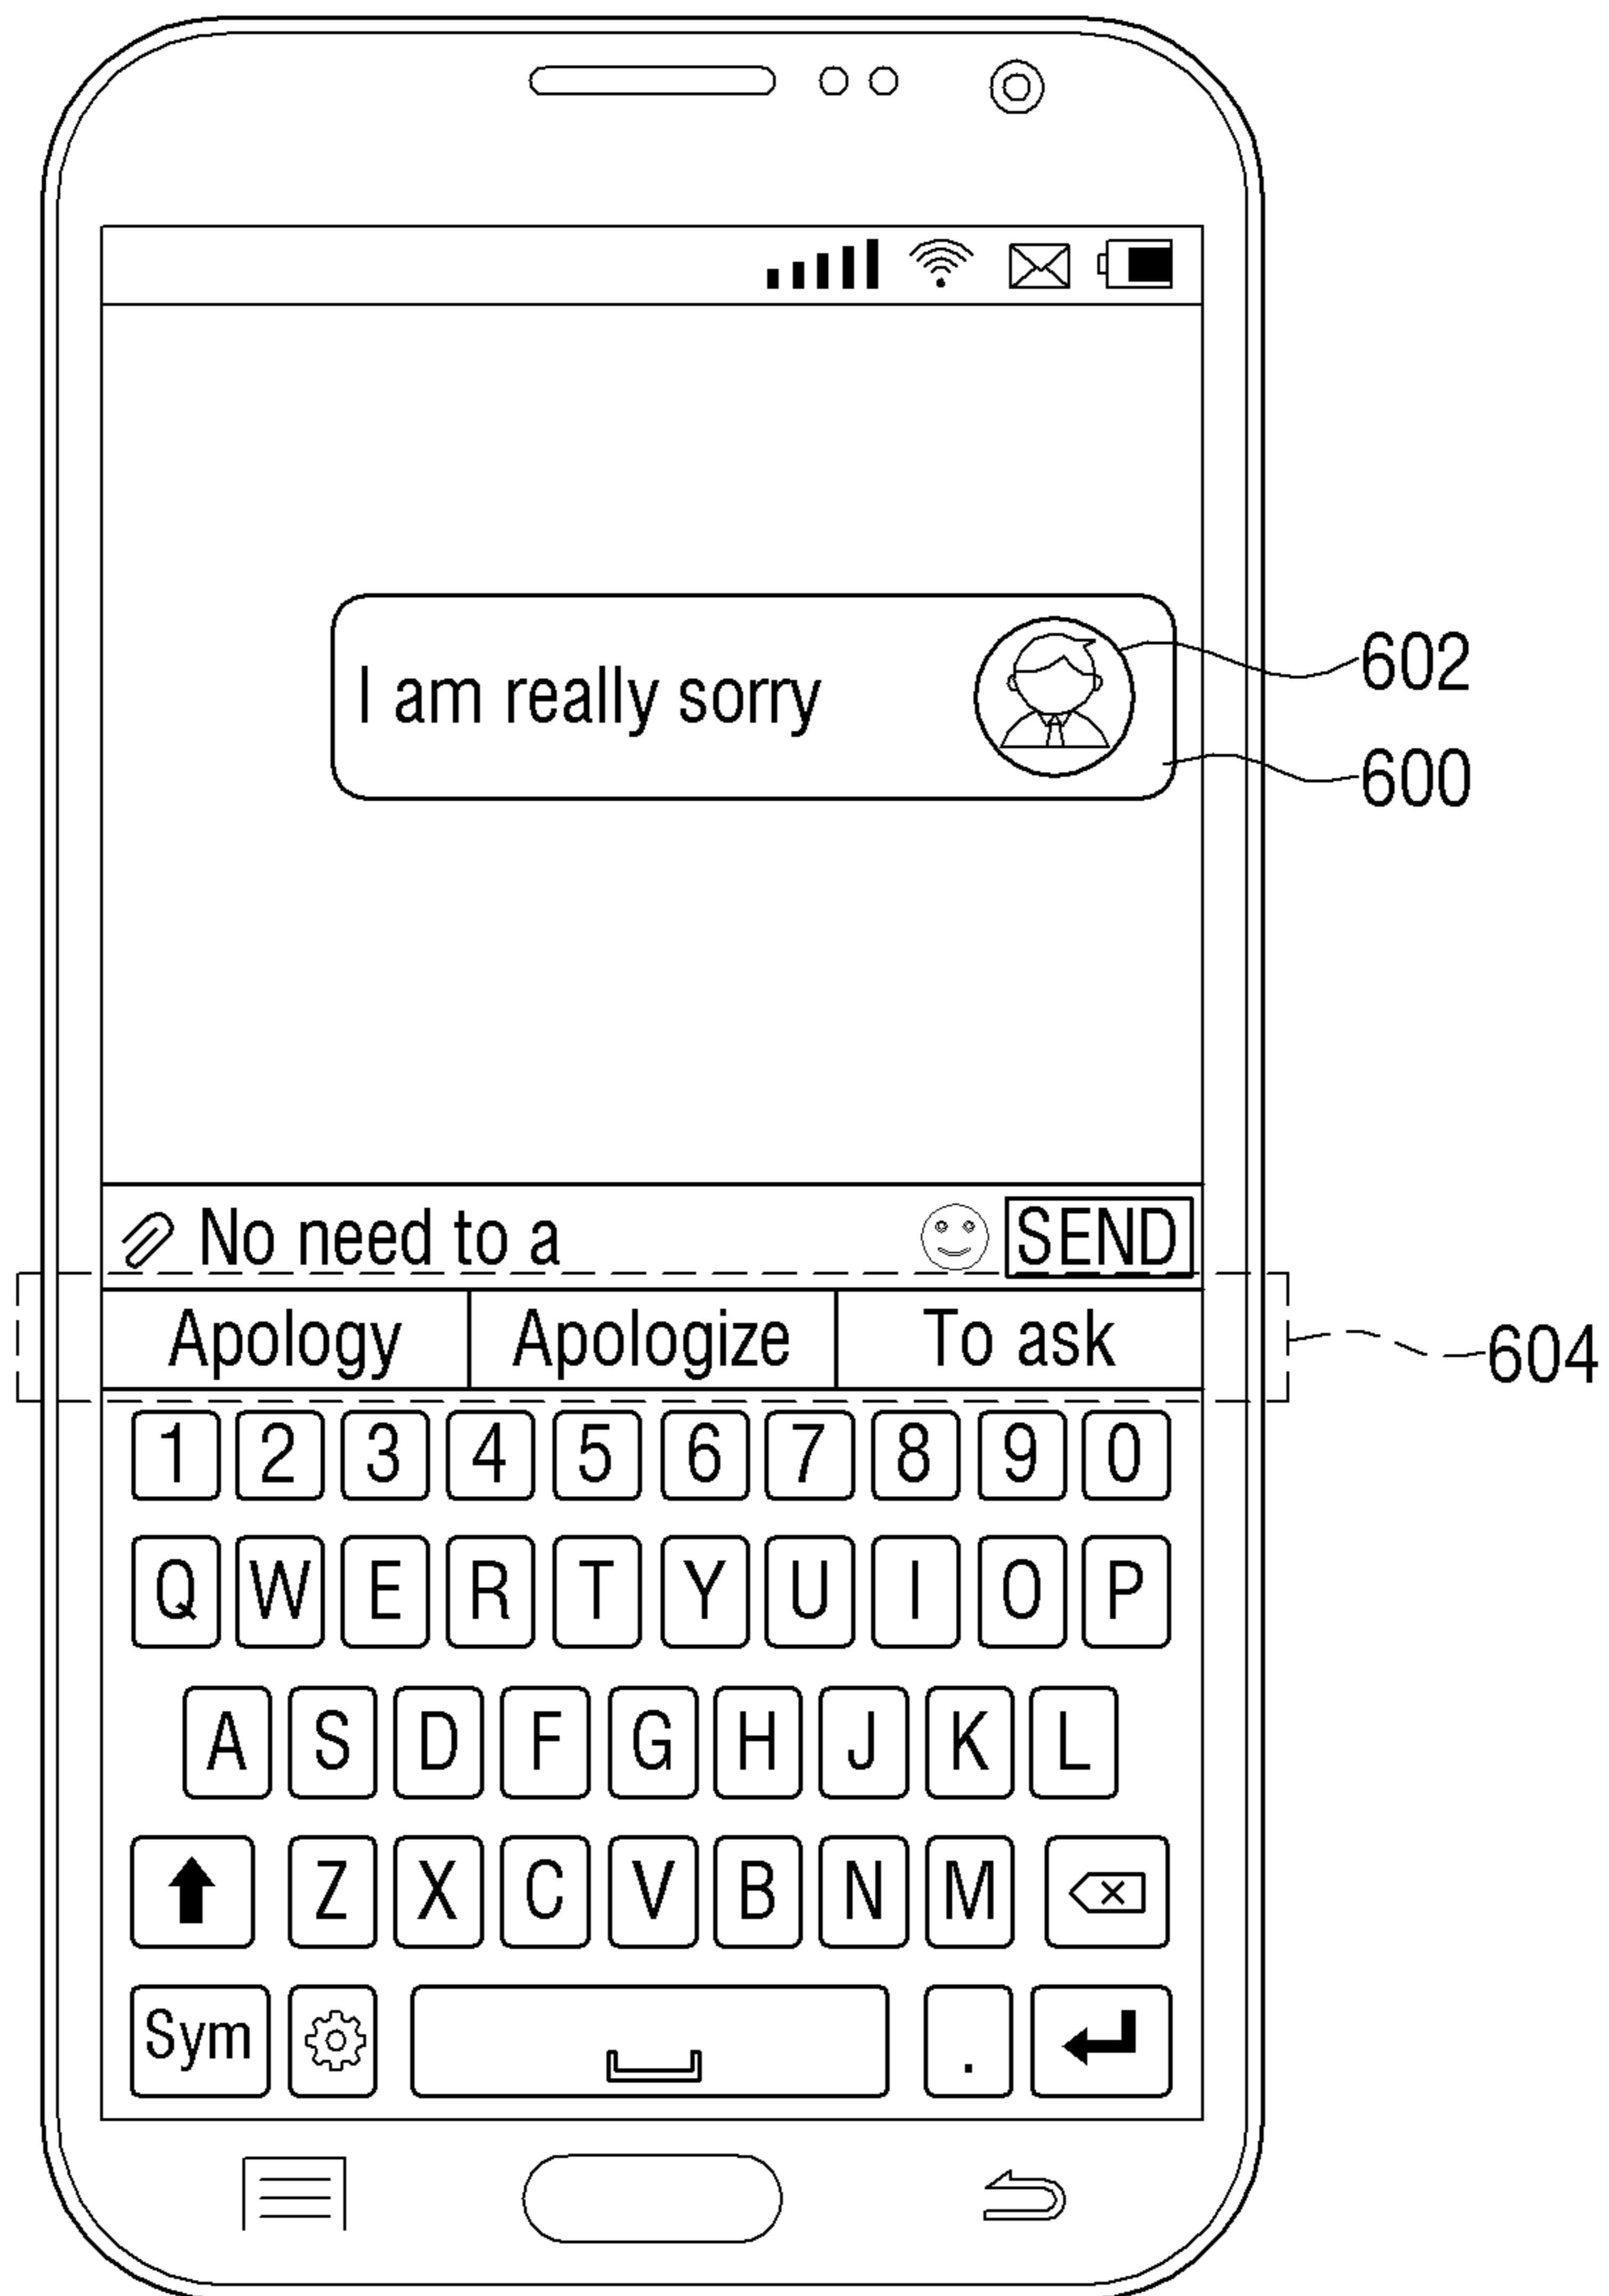 I am really sorry
602
600
No need to a SEND
Apology Apologize To ask
604
1 2 3 4 5 6 7 8 9 0
Q W E R T Y U I O P
A S D F G H J K L
Z X C V B N M
Sym .